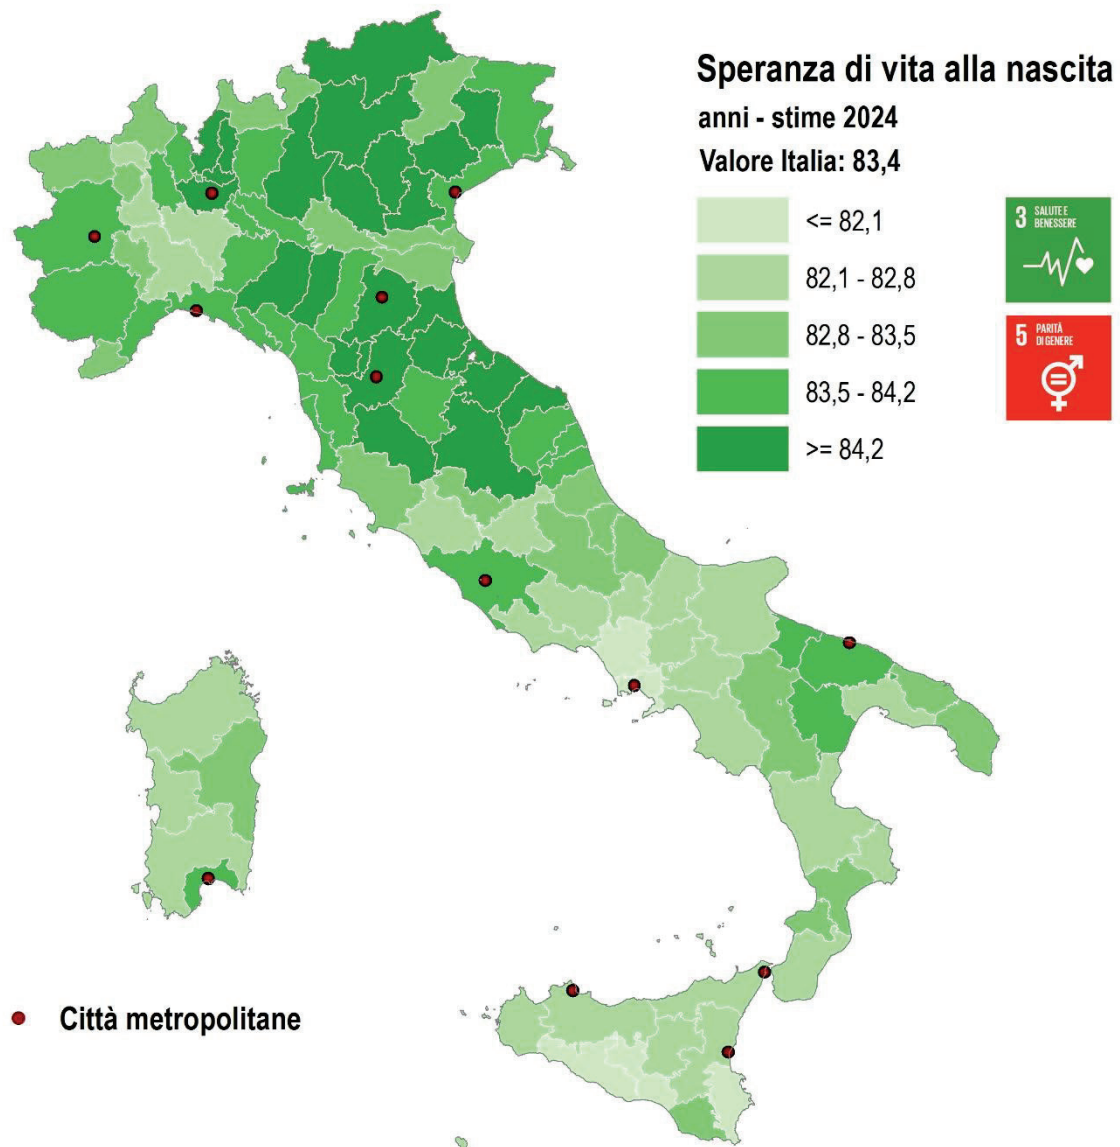 Speranza di vita alla nascita
anni - stime 2024
Valore Italia: 83,4
<= 82,1
82,1 - 82,8
82,8 - 83,5
83,5 - 84,2
>= 84,2
3 SALUTE E
BENESSERE
5 PARITÀ
DI GENERE
Città metropolitane